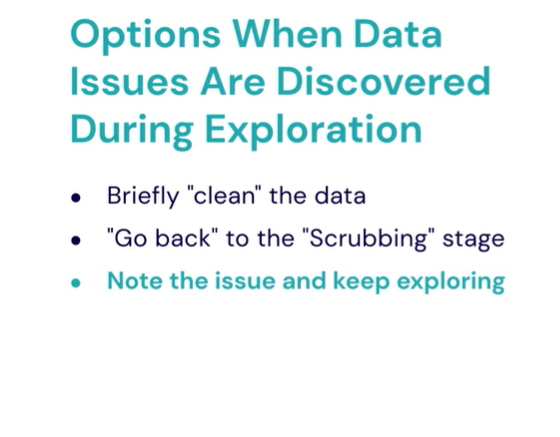 Options When Data
Issues Are Discovered
During Exploration
• Briefly "clean" the data
• "Go back" to the "Scrubbing" stage
• Note the issue and keep exploring